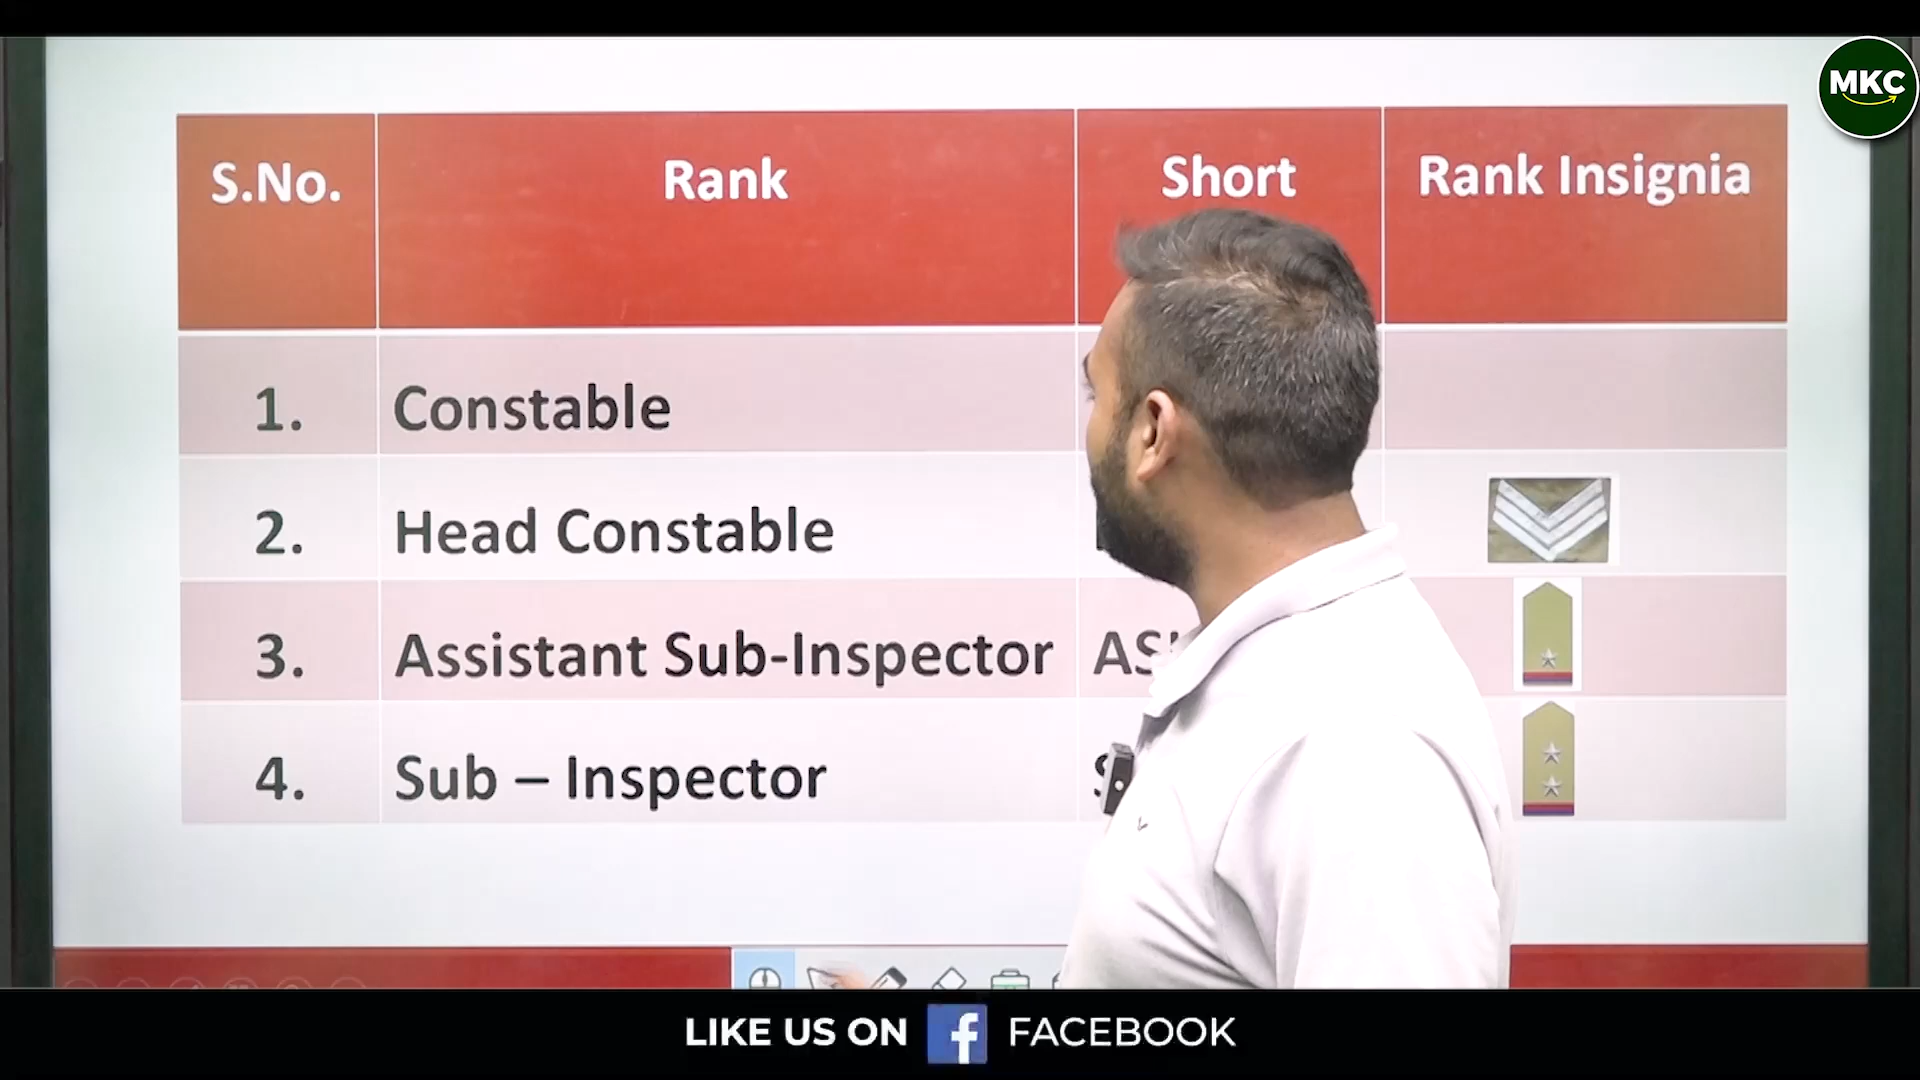 MKC
S.No. Rank Short Rank Insignia
1. Constable
2. Head Constable
3. Assistant Sub-Inspector
4. Sub – Inspector
LIKE US ON FACEBOOK